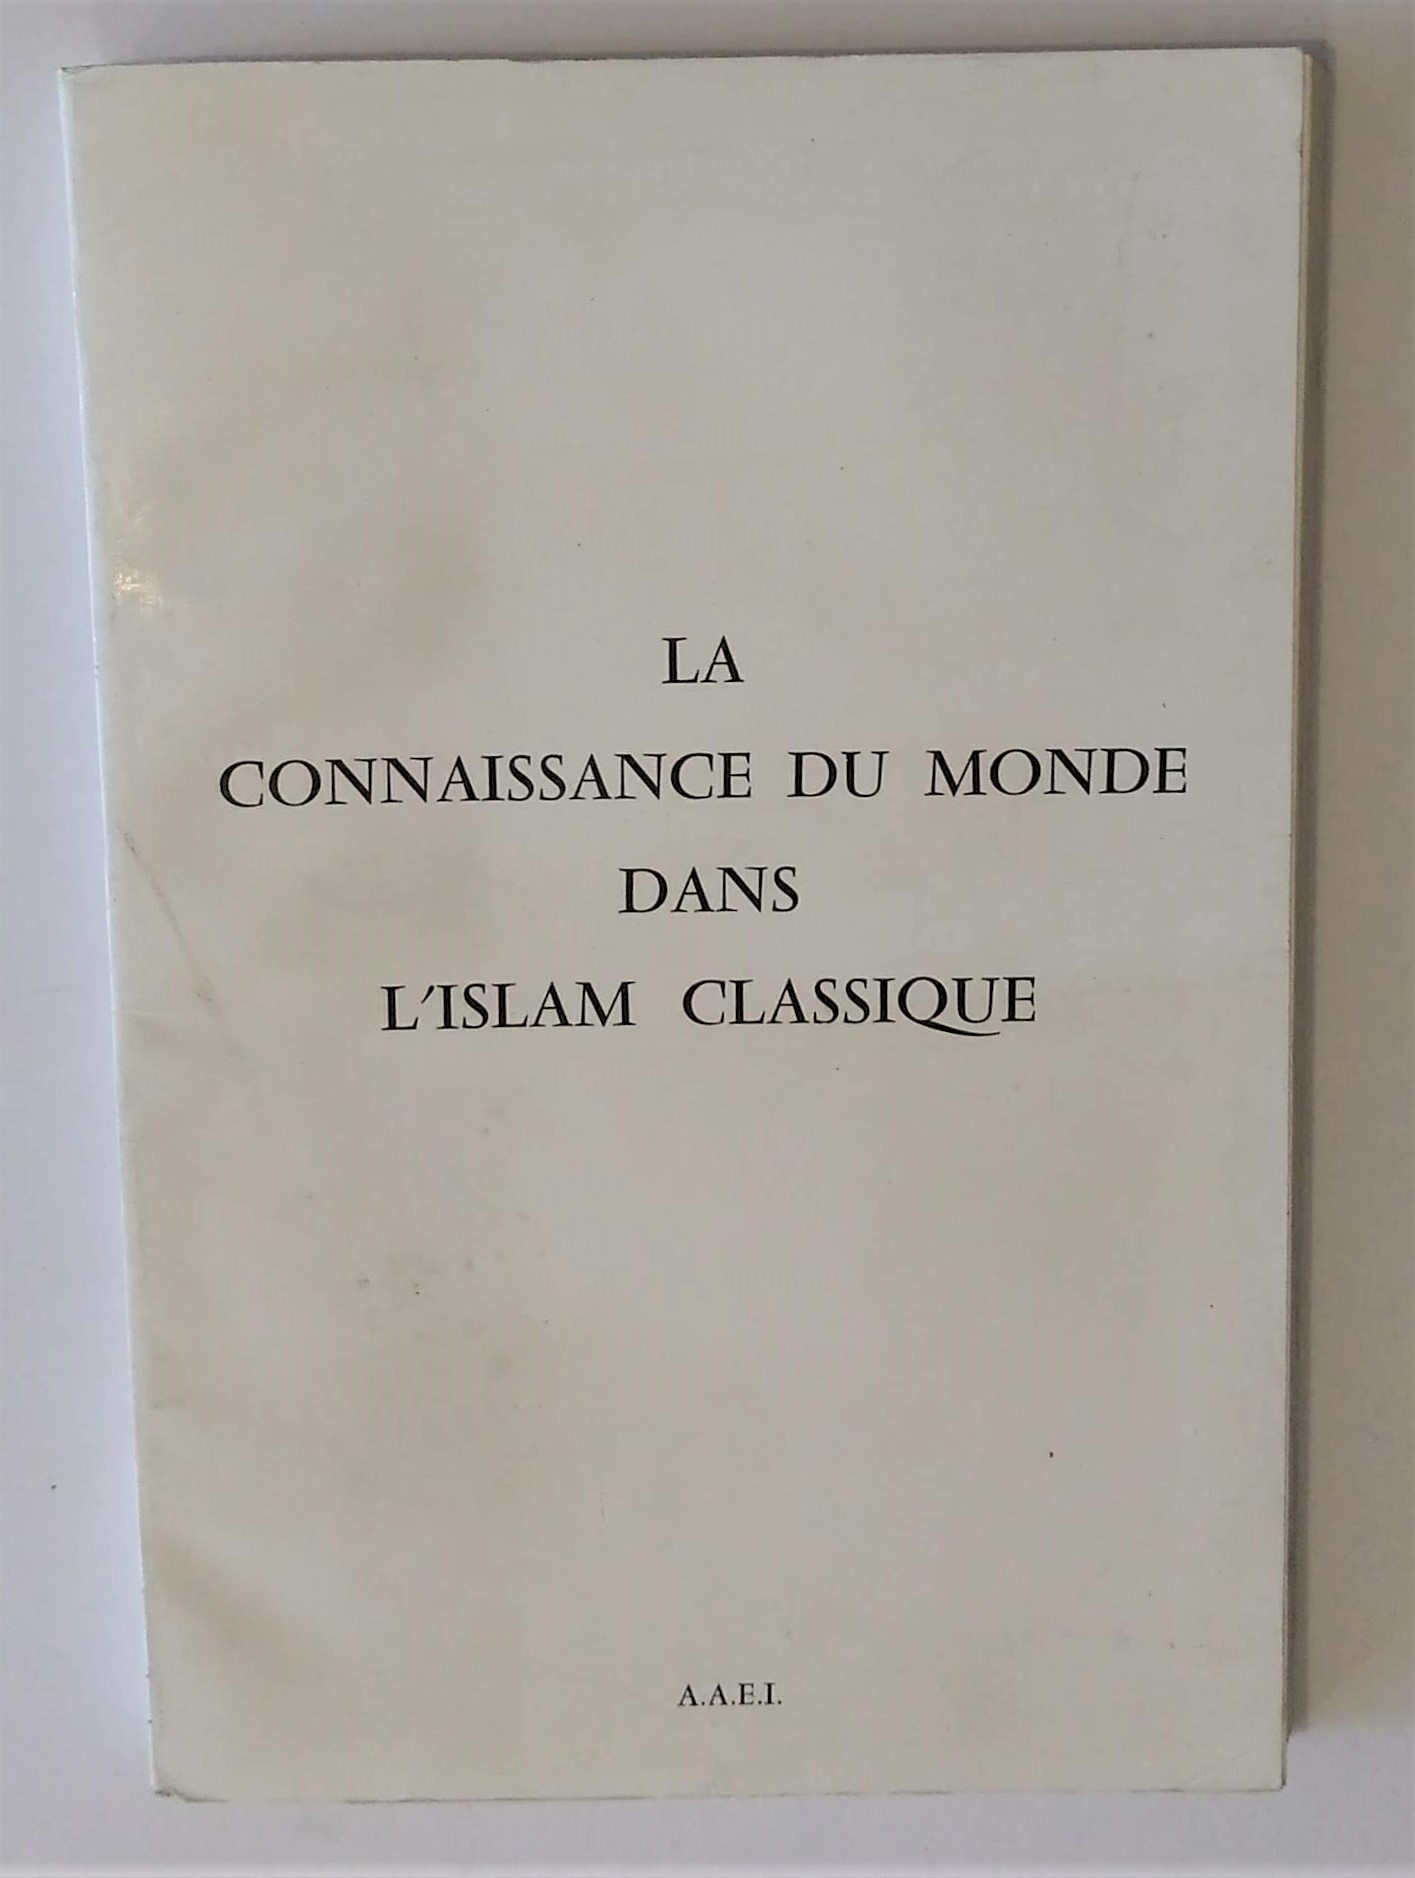 LA
CONNAISSANCE DU MONDE
DANS
L'ISLAM CLASSIQUE
A.A.E.I.